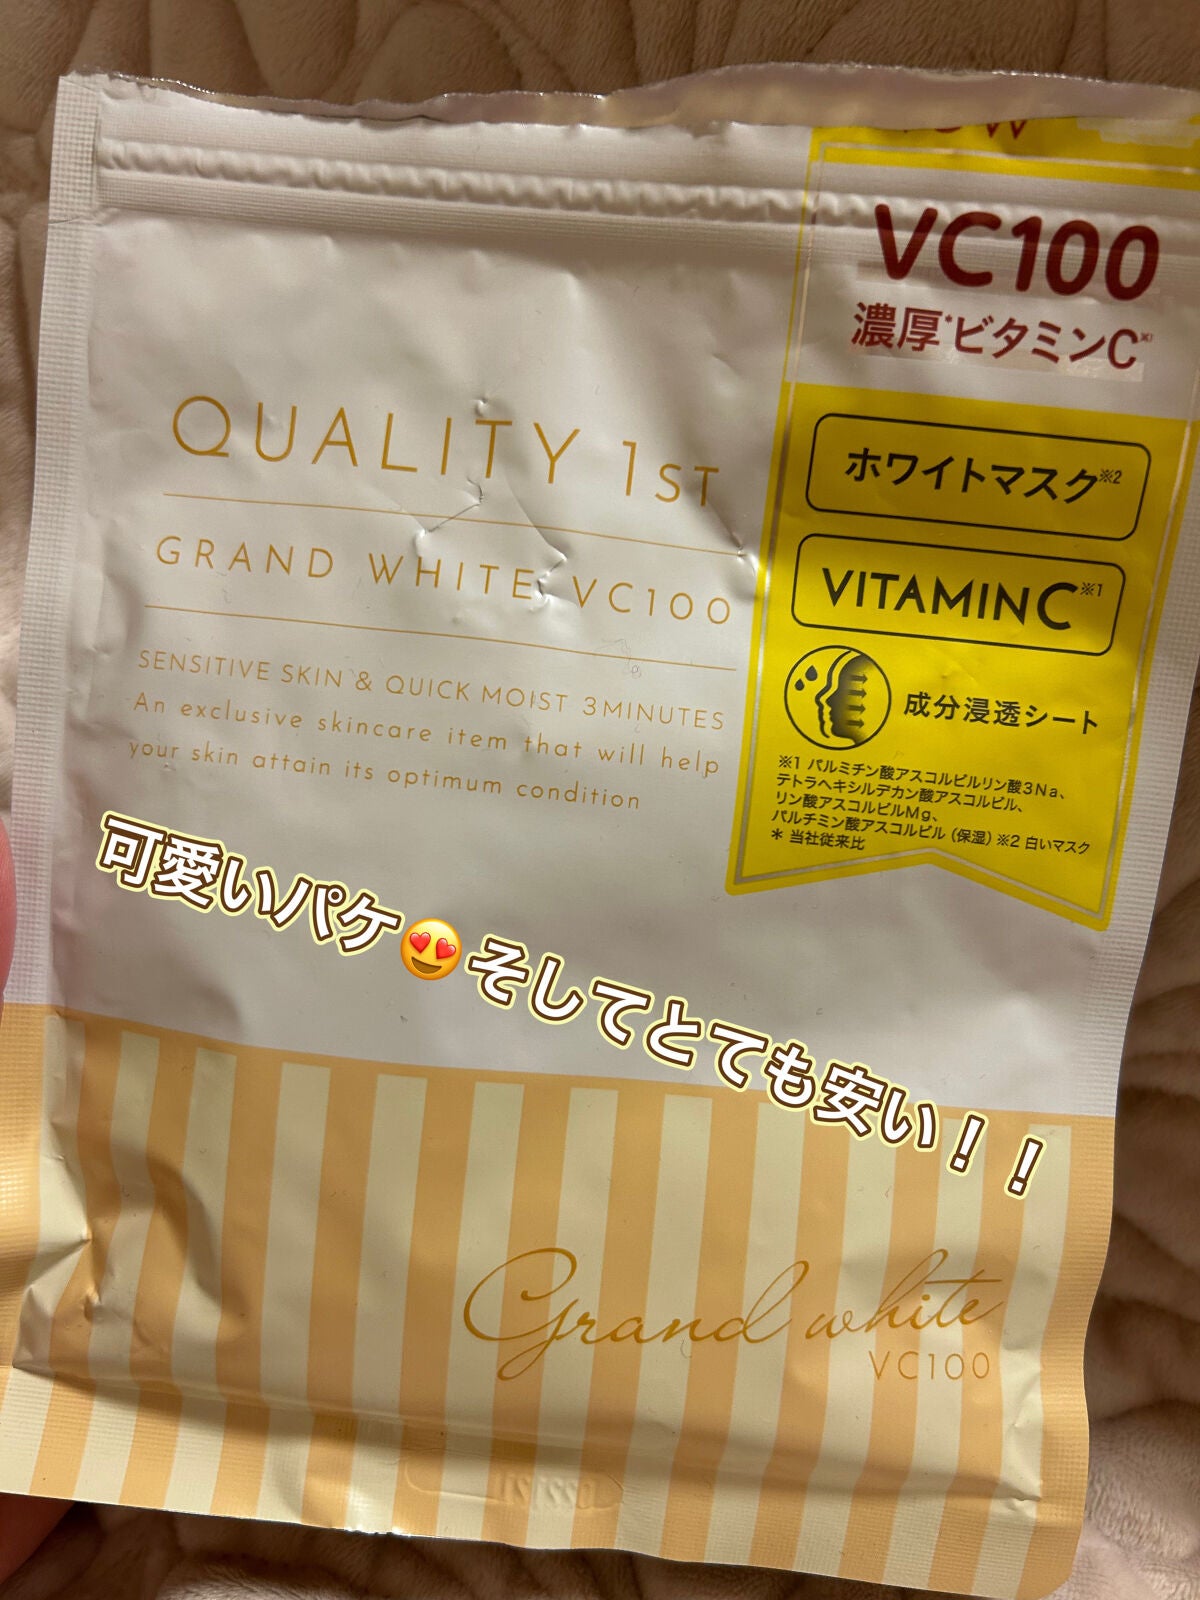 VC100
濃厚*ビタミンC※1
QUALITY 1ST
GRAND WHITE VC100
SENSITIVE SKIN & QUICK MOIST 3MINUTES
An exclusive skincare item that will help
your skin attain its optimum condition
ホワイトマスク※2
VITAMIN C※1
成分浸透シート
※1 パルミチン酸アスコルビルリン酸3Na、
テトラヘキシルデカン酸アスコルビル、
リン酸アスコルビルMg、
パルチミン酸アスコルビル (保湿) ※2 白いマスク
* 当社従来比
可愛いパケ😍そしてとても安い！！
Grand white
VC100